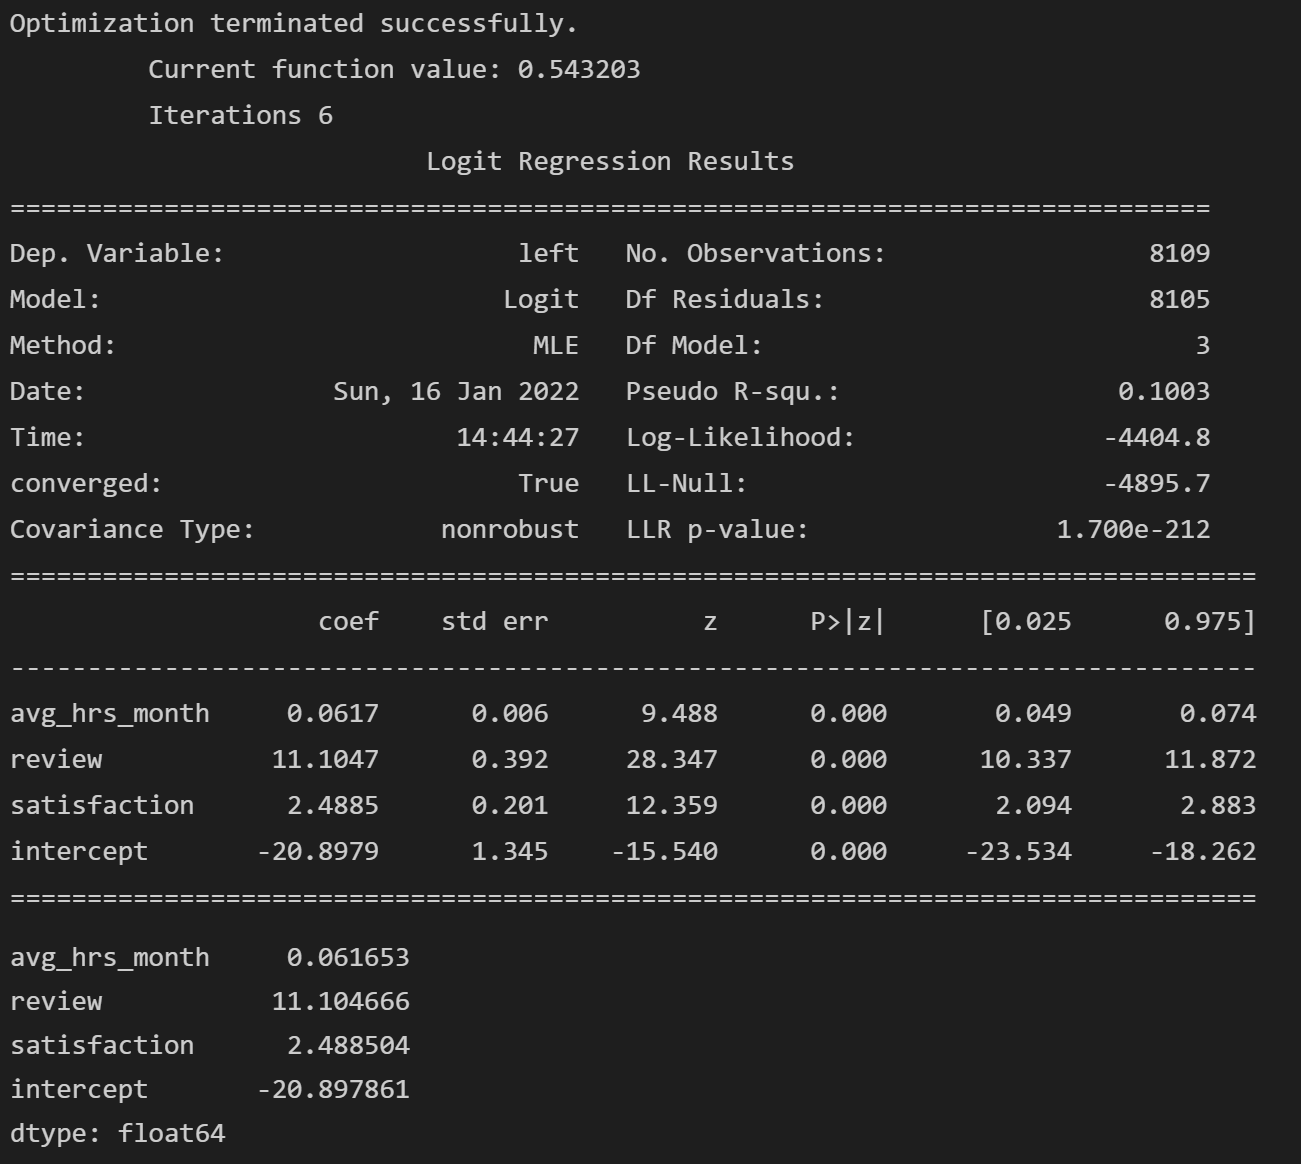 Optimization terminated successfully.
         Current function value: 0.543203
         Iterations 6
                           Logit Regression Results
==============================================================================
Dep. Variable:                   left   No. Observations:                 8109
Model:                          Logit   Df Residuals:                     8105
Method:                           MLE   Df Model:                            3
Date:                Sun, 16 Jan 2022   Pseudo R-squ.:                  0.1003
Time:                        14:44:27   Log-Likelihood:                -4404.8
converged:                       True   LL-Null:                       -4895.7
Covariance Type:            nonrobust   LLR p-value:                1.700e-212
=================================================================================
                    coef    std err          z      P>|z|      [0.025      0.975]
---------------------------------------------------------------------------------
avg_hrs_month     0.0617      0.006      9.488      0.000       0.049       0.074
review           11.1047      0.392     28.347      0.000      10.337      11.872
satisfaction      2.4885      0.201     12.359      0.000       2.094       2.883
intercept       -20.8979      1.345    -15.540      0.000     -23.534     -18.262
=================================================================================
avg_hrs_month     0.061653
review           11.104666
satisfaction      2.488504
intercept       -20.897861
dtype: float64